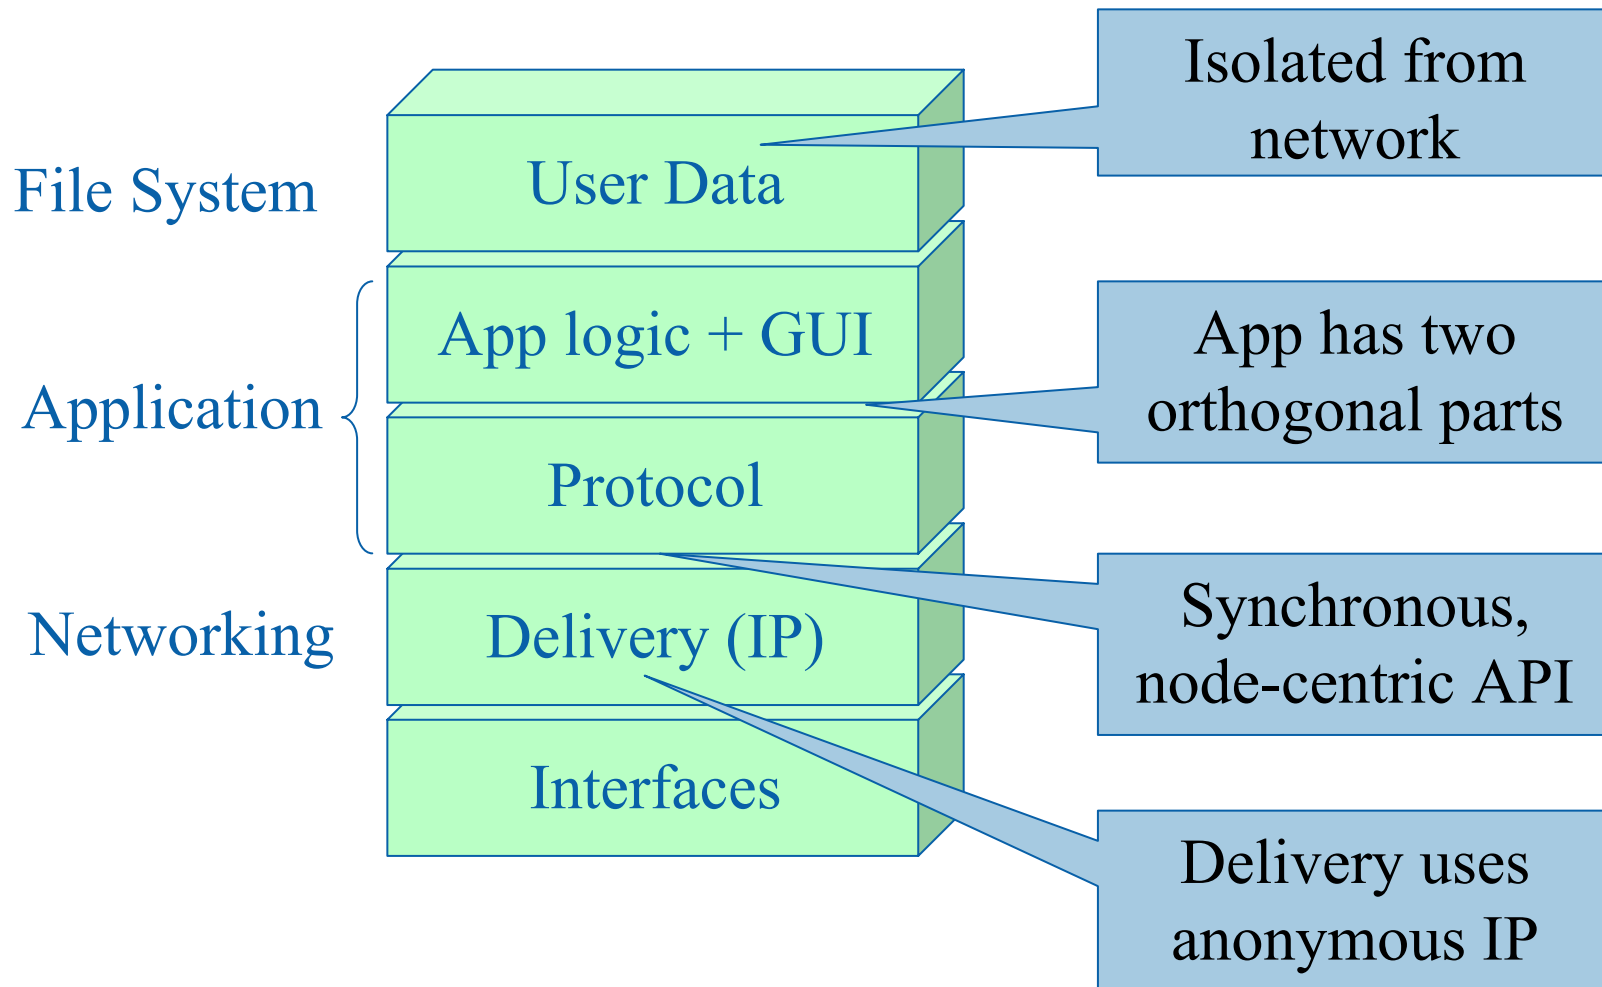 Isolated from
network
File System
User Data
App logic + GUI
App has two
orthogonal parts
Application
Protocol
Synchronous,
node-centric API
Networking
Delivery (IP)
Interfaces
Delivery uses
anonymous IP